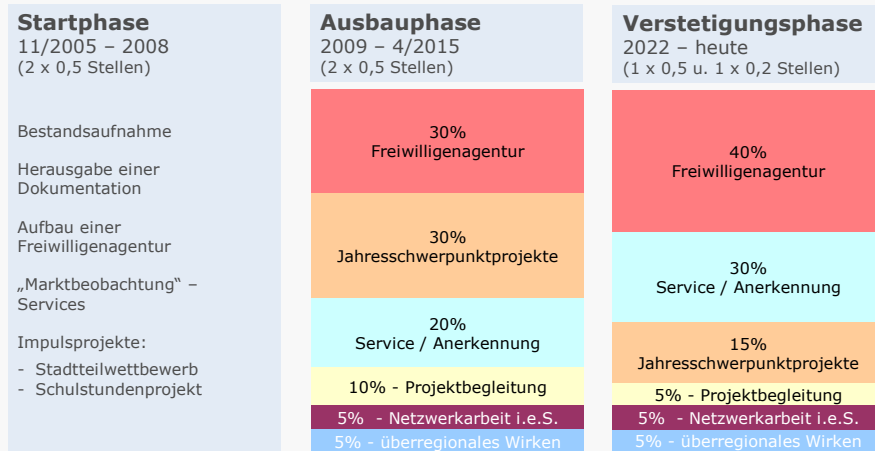 Startphase
11/2005 – 2008
(2 x 0,5 Stellen)
Bestandsaufnahme
Herausgabe einer
Dokumentation
Aufbau einer
Freiwilligenagentur
„Marktbeobachtung" –
Services
Impulsprojekte:
- Stadtteilwettbewerb
- Schulstundenprojekt
Ausbauphase
2009 – 4/2015
(2 x 0,5 Stellen)
30%
Freiwilligenagentur
30%
Jahresschwerpunktprojekte
20%
Service / Anerkennung
10% - Projektbegleitung
5% - Netzwerkarbeit i.e.S.
5% - überregionales Wirken
Verstetigungsphase
2022 – heute
(1 x 0,5 u. 1 x 0,2 Stellen)
40%
Freiwilligenagentur
30%
Service / Anerkennung
15%
Jahresschwerpunktprojekte
5% - Projektbegleitung
5% - Netzwerkarbeit i.e.S.
5% - überregionales Wirken